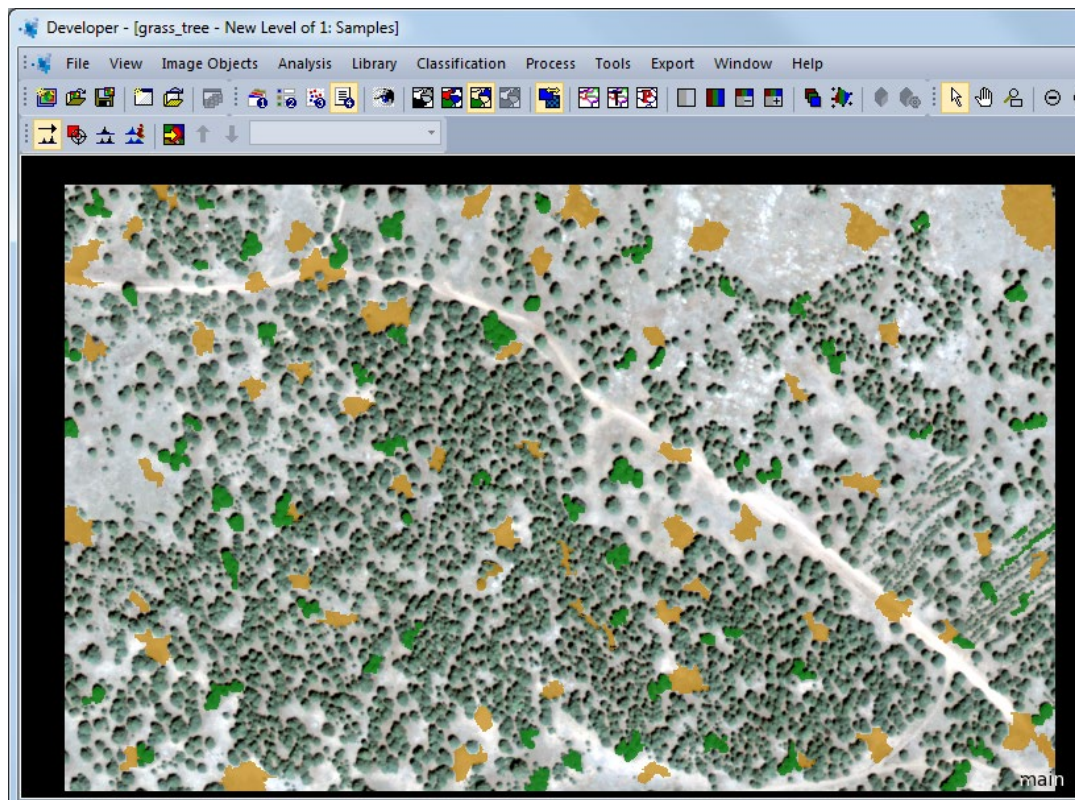 Developer - [grass_tree - New Level of 1: Samples]
File View Image Objects Analysis Library Classification Process Tools Export Window Help
main